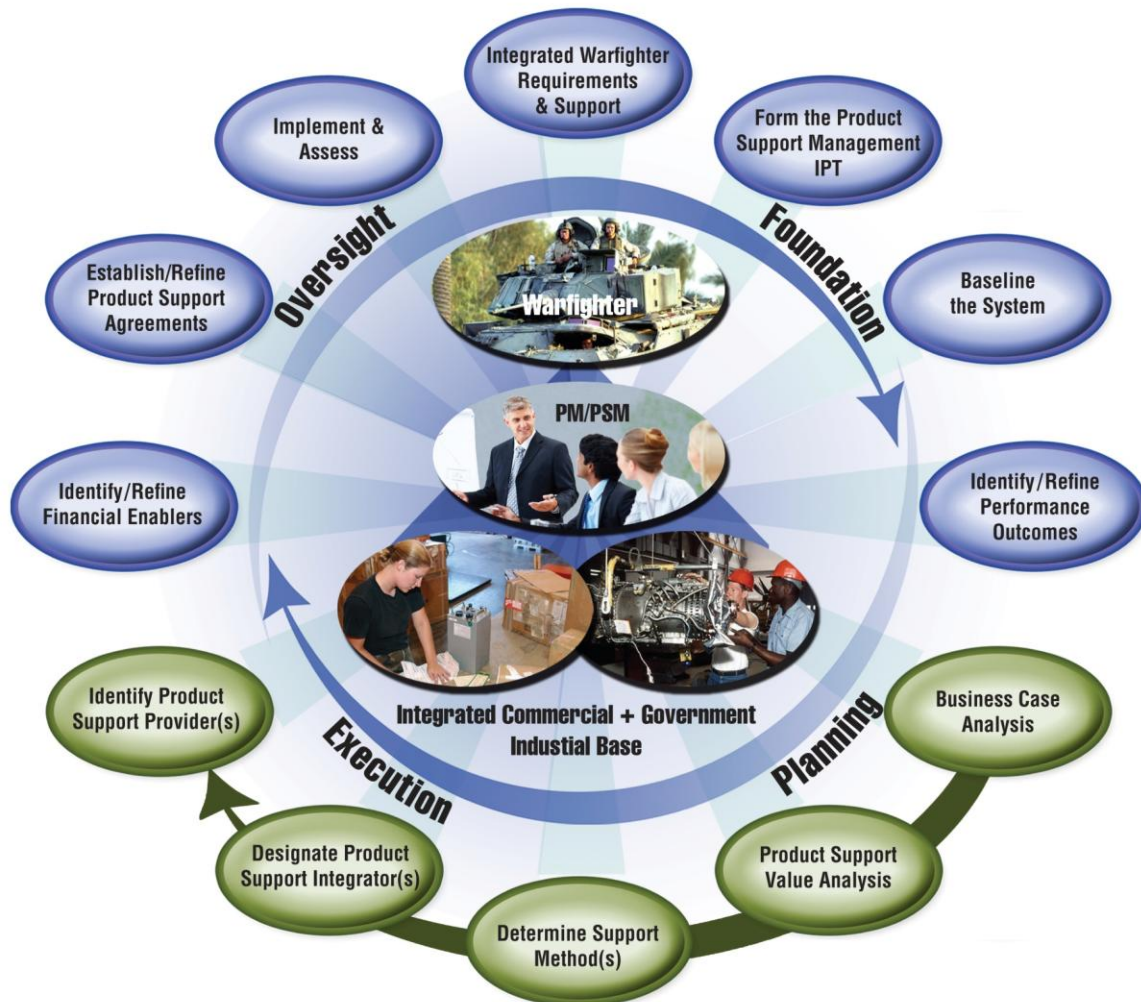 Integrated Warfighter
Requirements
& Support
Form the Product
Support Management
IPT
Baseline
the System
Identify/Refine
Performance
Outcomes
Business Case
Analysis
Product Support
Value Analysis
Determine Support
Method(s)
Designate Product
Support Integrator(s)
Identify Product
Support Provider(s)
Identify/Refine
Financial Enablers
Establish/Refine
Product Support
Agreements
Implement &
Assess
Oversight
Foundation
Planning
Execution
Warfighter
PM/PSM
Integrated Commercial + Government
Industial Base